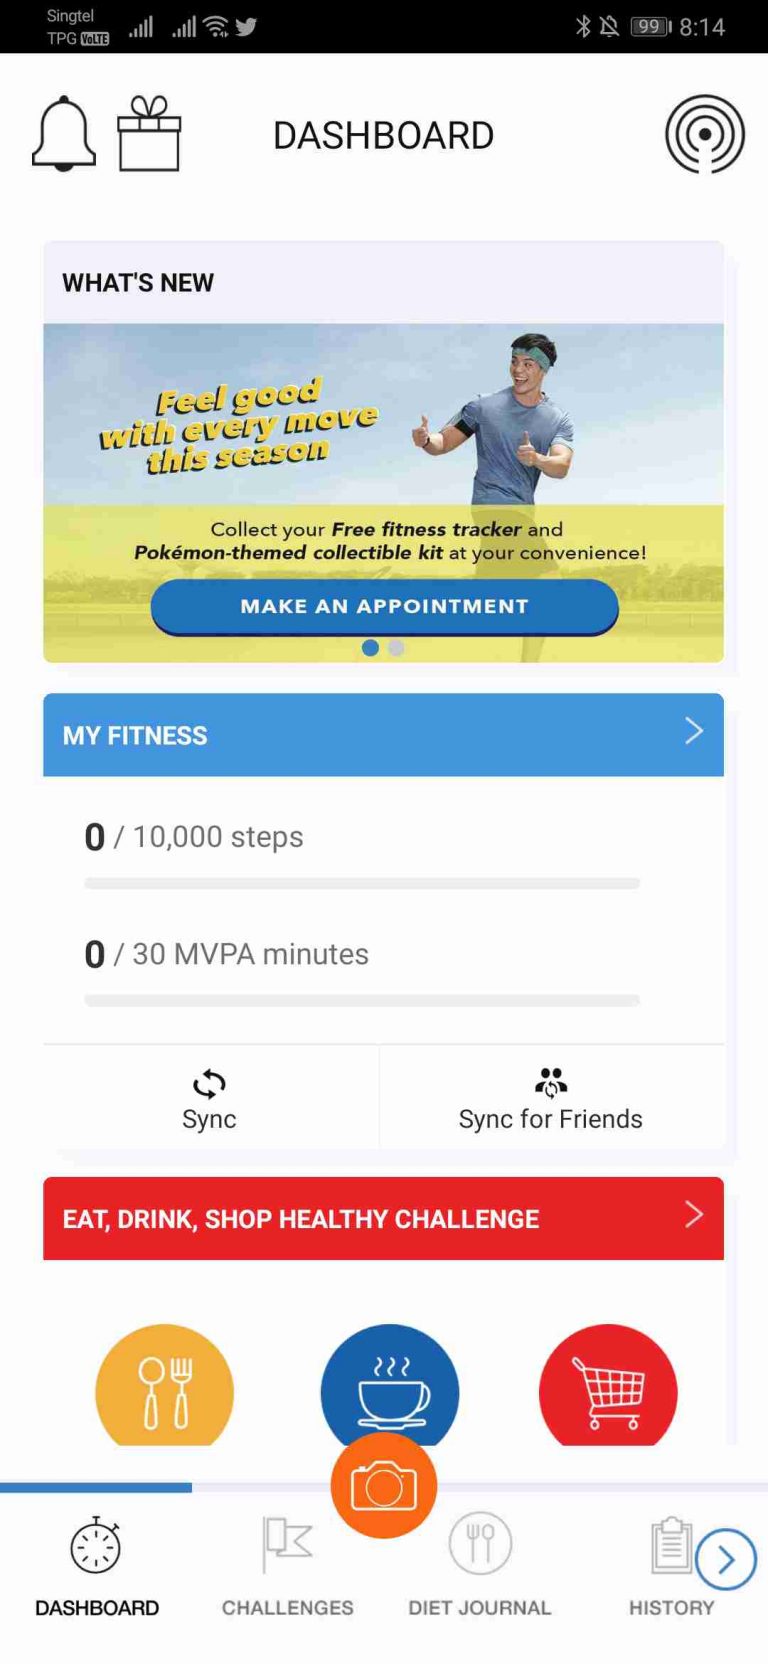 Singtel
TPG VoLTE
99 8:14
DASHBOARD
WHAT'S NEW
Feel good
with every move
this season
Collect your Free fitness tracker and
Pokémon-themed collectible kit at your convenience!
MAKE AN APPOINTMENT
MY FITNESS
0 / 10,000 steps
0 / 30 MVPA minutes
Sync
Sync for Friends
EAT, DRINK, SHOP HEALTHY CHALLENGE
DASHBOARD
CHALLENGES
DIET JOURNAL
HISTORY